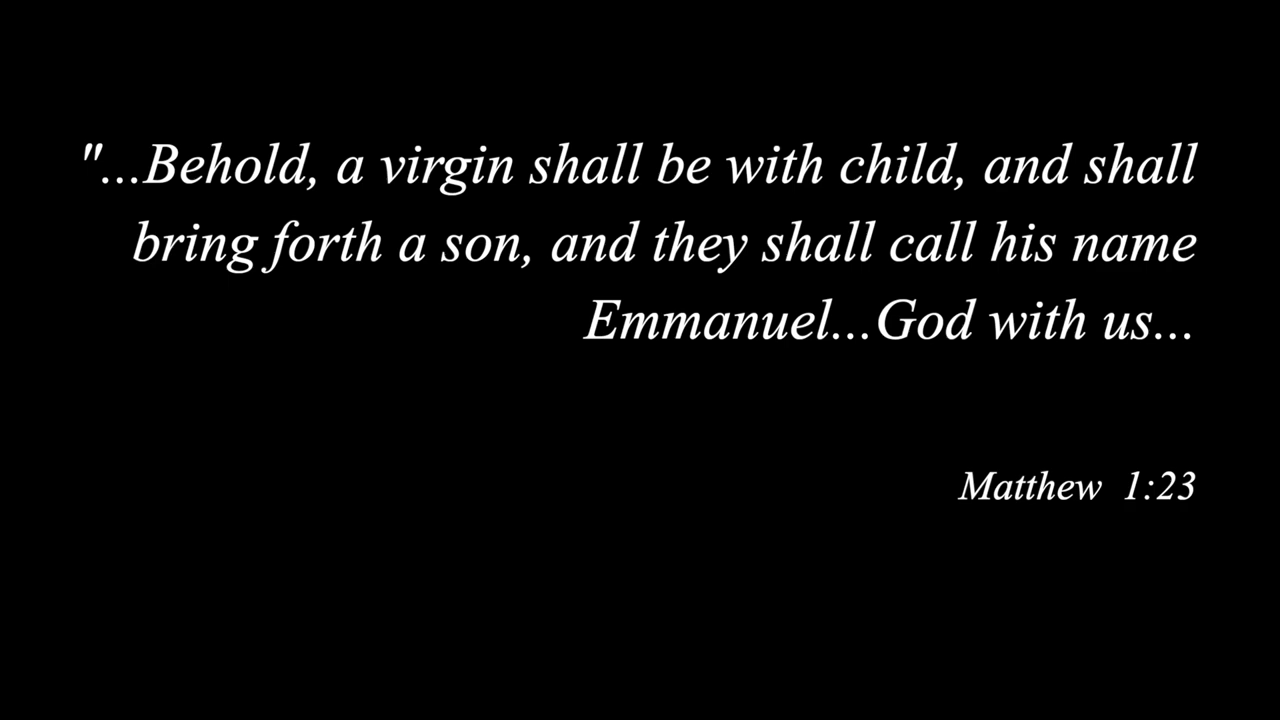 "...Behold, a virgin shall be with child, and shall
bring forth a son, and they shall call his name
Emmanuel...God with us...
Matthew 1:23